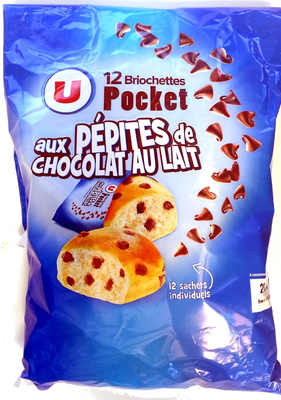 U
12 Briochettes
Pocket
aux PÉPITES de
CHOCOLAT AU LAIT
12 sachets
individuels